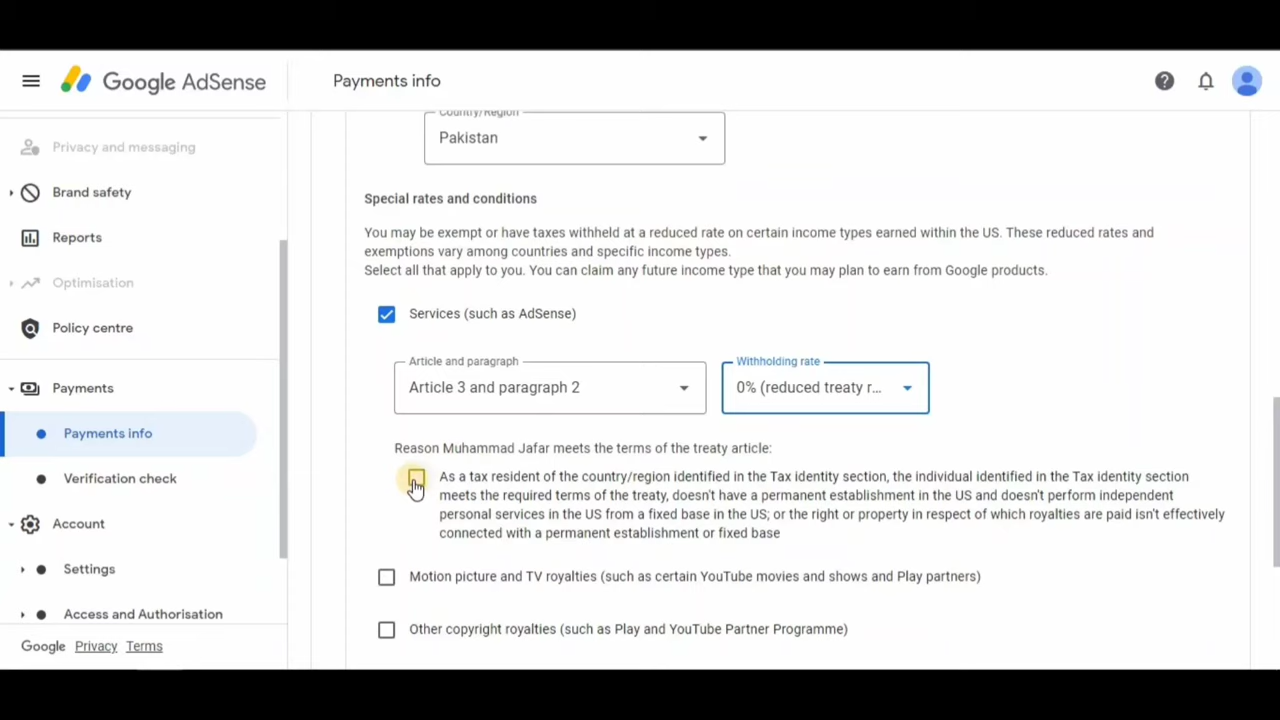 Google AdSense
Payments info
Privacy and messaging
Brand safety
Reports
Optimisation
Policy centre
Payments
Payments info
Verification check
Account
Settings
Access and Authorisation
Google Privacy Terms
Country/Region
Pakistan
Special rates and conditions
You may be exempt or have taxes withheld at a reduced rate on certain income types earned within the US. These reduced rates and
exemptions vary among countries and specific income types.
Select all that apply to you. You can claim any future income type that you may plan to earn from Google products.
Services (such as AdSense)
Article and paragraph
Article 3 and paragraph 2
Withholding rate
0% (reduced treaty r...
Reason Muhammad Jafar meets the terms of the treaty article:
As a tax resident of the country/region identified in the Tax identity section, the individual identified in the Tax identity section
meets the required terms of the treaty, doesn't have a permanent establishment in the US and doesn't perform independent
personal services in the US from a fixed base in the US; or the right or property in respect of which royalties are paid isn't effectively
connected with a permanent establishment or fixed base
Motion picture and TV royalties (such as certain YouTube movies and shows and Play partners)
Other copyright royalties (such as Play and YouTube Partner Programme)